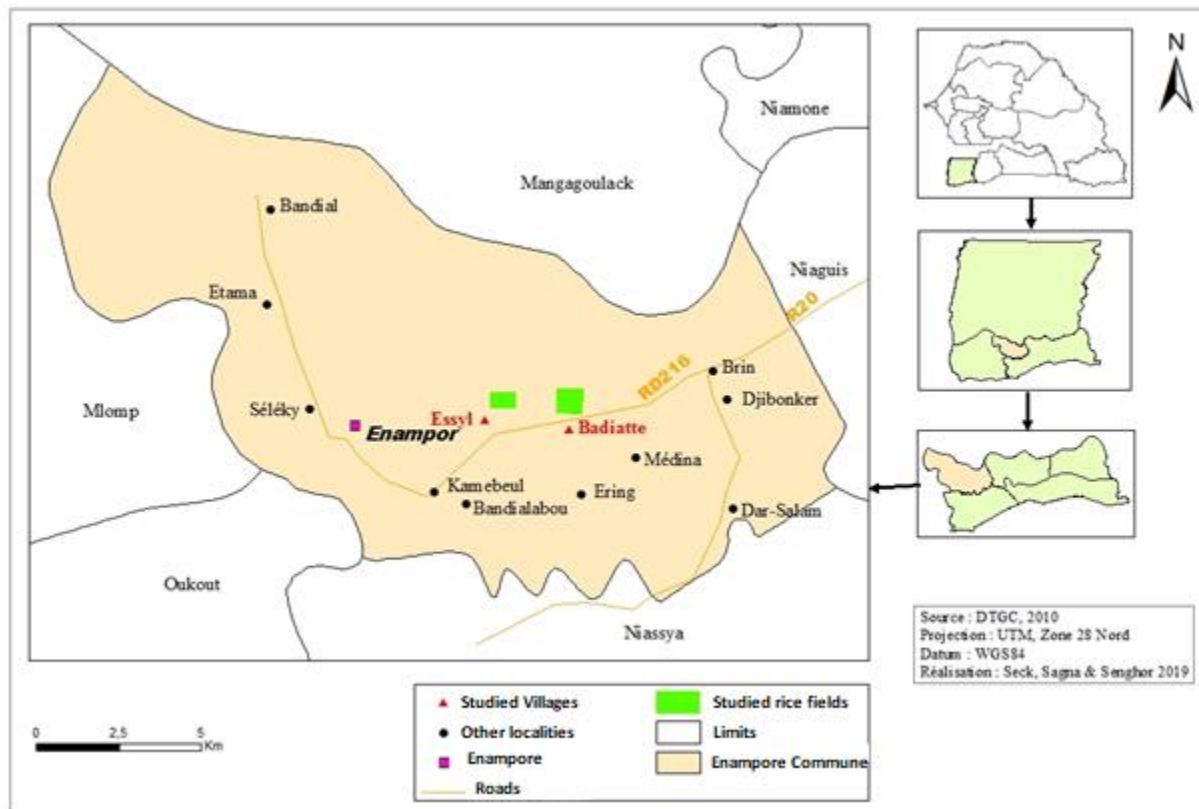 N
Niamone
Mangagoulack
Bandial
Niaguis
Etama
R20
RD216
Brin
Mlomp
Séléky
Djibonker
Essyl
Enampor
Badiatte
Médina
Kamebeul
Ering
Bandialabou
Dar-Salam
Oukout
Niassya
Source : DTGC, 2010
Projection : UTM, Zone 28 Nord
Datum : WGS84
Réalisation : Seck, Sagna & Senghor 2019
Studied Villages
Studied rice fields
Other localities
Limits
Enampore
Enampore Commune
Roads
0 2,5 5
Km